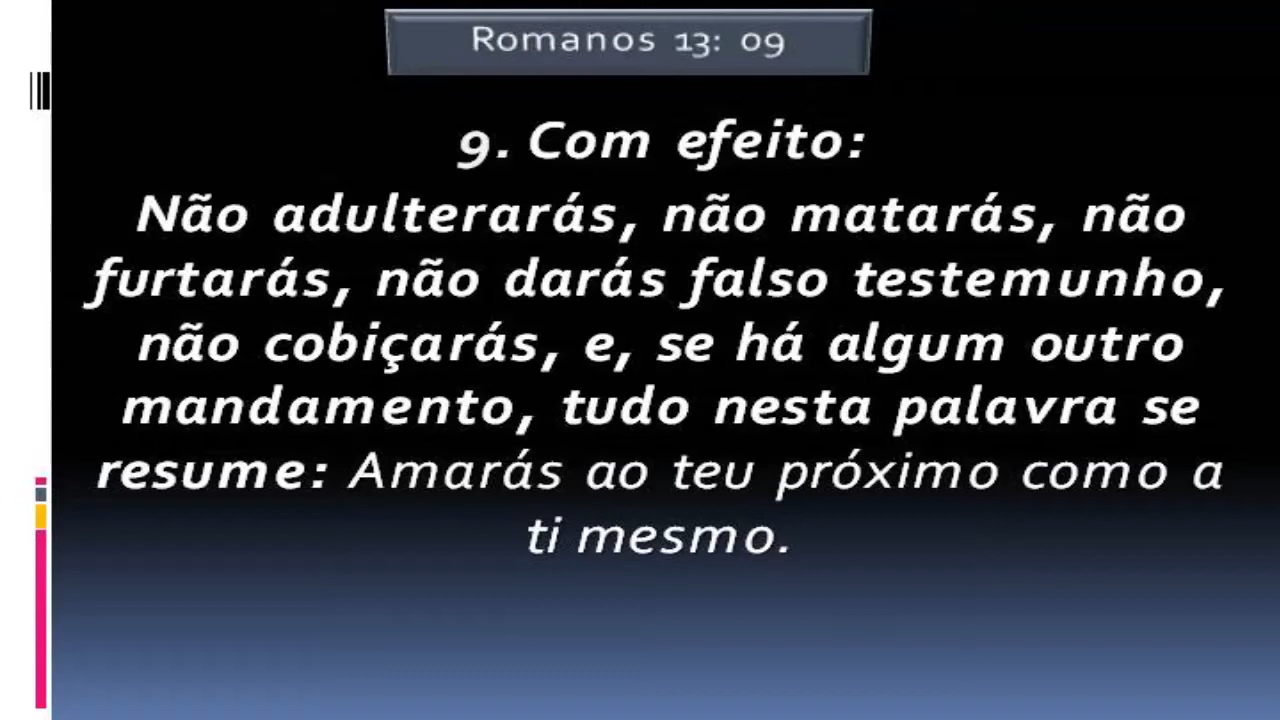 Romanos 13: 09
9. Com efeito:
Não adulterarás, não matarás, não
furtarás, não darás falso testemunho,
não cobiçarás, e, se há algum outro
mandamento, tudo nesta palavra se
resume: Amarás ao teu próximo como a
ti mesmo.